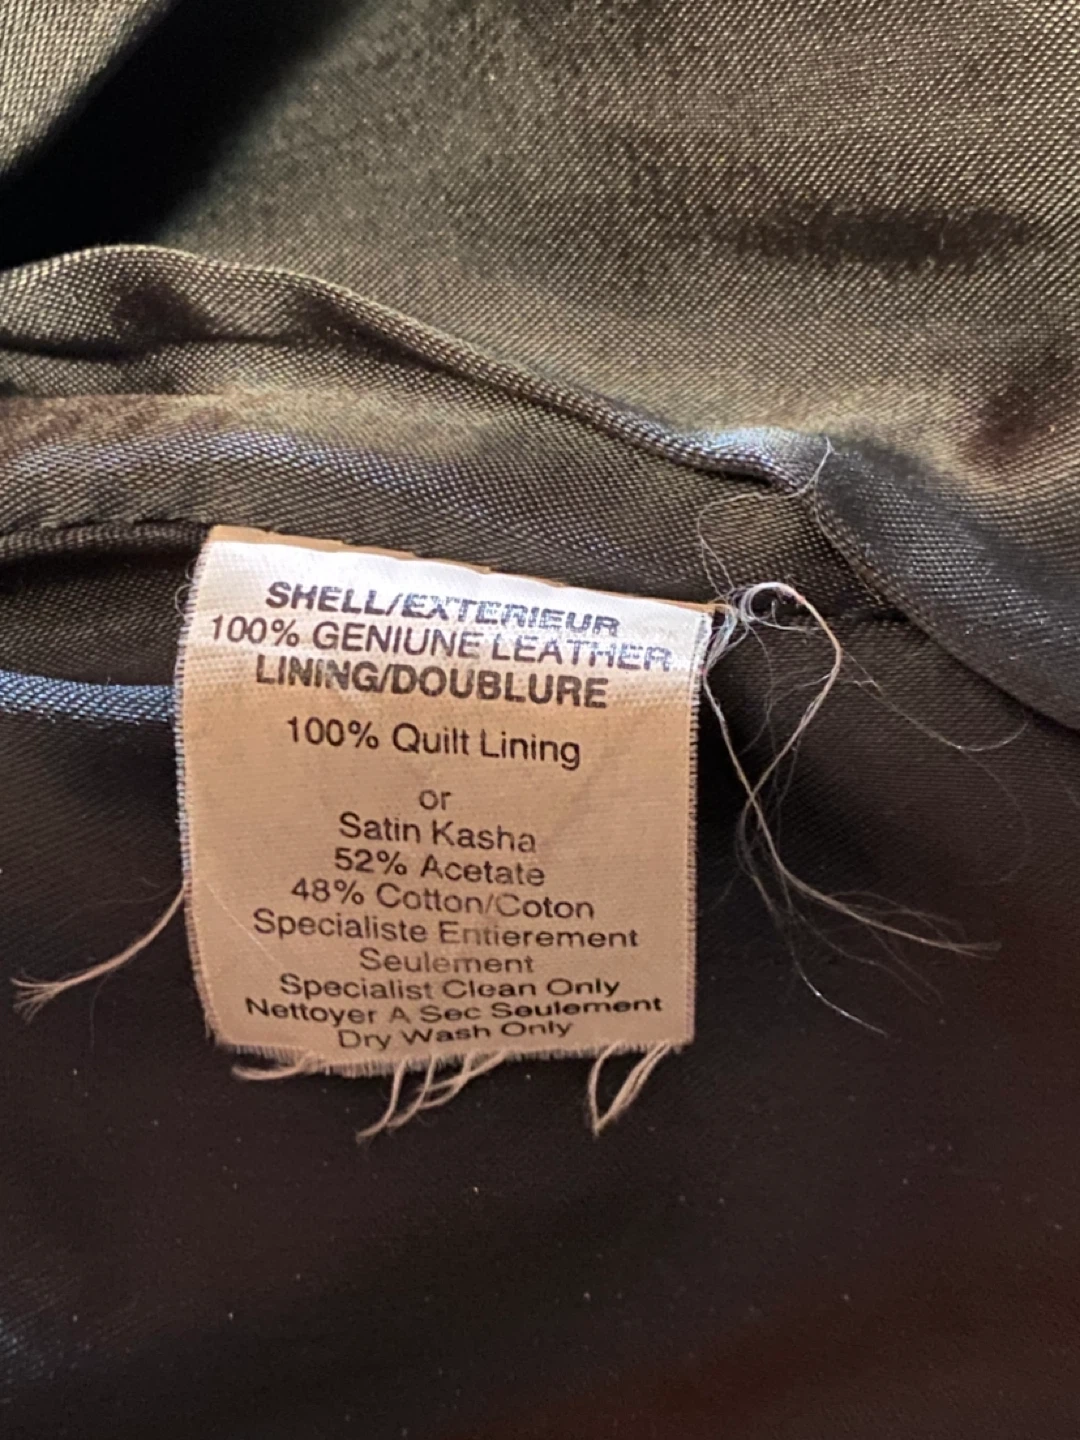 SHELL/EXTERIEUR
100% GENIUNE LEATHER
LINING/DOUBLURE
100% Quilt Lining
or
Satin Kasha
52% Acetate
48% Cotton/Coton
Specialiste Entierement
Seulement
Specialist Clean Only
Nettoyer A Sec Seulement
Dry Wash Only